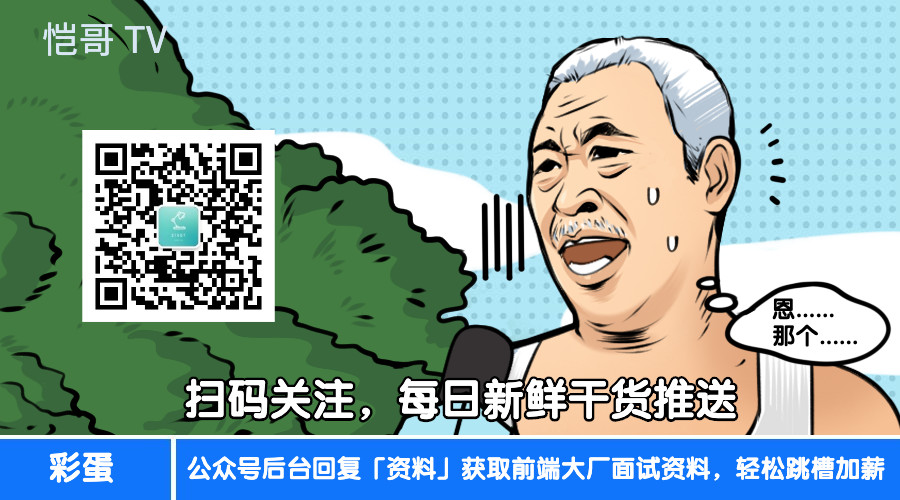 恺哥 TV
恩......
那个......
扫码关注，每日新鲜干货推送
彩蛋
公众号后台回复「资料」获取前端大厂面试资料，轻松跳槽加薪